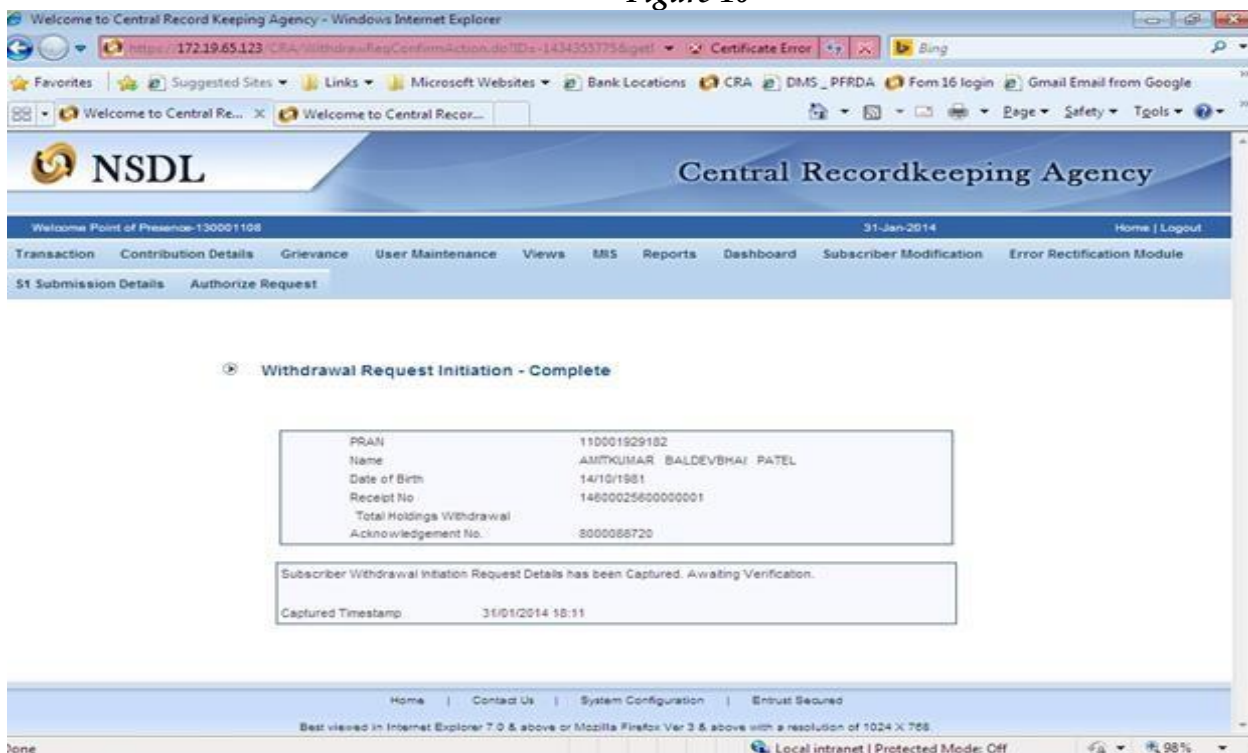 Welcome to Central Record Keeping Agency - Windows Internet Explorer
172.19.65.123 Certificate Error Bing
Favorites Suggested Sites Links Microsoft Websites Bank Locations CRA DMS_PFRDA Fom 16 login Gmail Email from Google
Welcome to Central Re... Welcome to Central Recor... Page Safety Tools
NSDL Central Recordkeeping Agency
Welcome Point of Presence-130001108 31-Jan-2014 Home | Logout
Transaction Contribution Details Grievance User Maintenance Views MIS Reports Dashboard Subscriber Modification Error Rectification Module
S1 Submission Details Authorize Request
Withdrawal Request Initiation - Complete
PRAN 110001929182
Name AMITKUMAR BALDEVBHAI PATEL
Date of Birth 14/10/1981
Receipt No
Total Holdings Withdrawal
Acknowledgement No. 8000088720
Subscriber Withdrawal Intiation Request Details has been Captured. Awaiting Verification.
Captured Timestamp 31/01/2014 18:11
Home | Contact Us | System Configuration | Entrust Secured
Best viewed in Internet Explorer 7.0 & above or Mozilla Firefox Ver 3 & above with a resolution of 1024 X 768.
Done Local intranet | Protected Mode: Off 98%